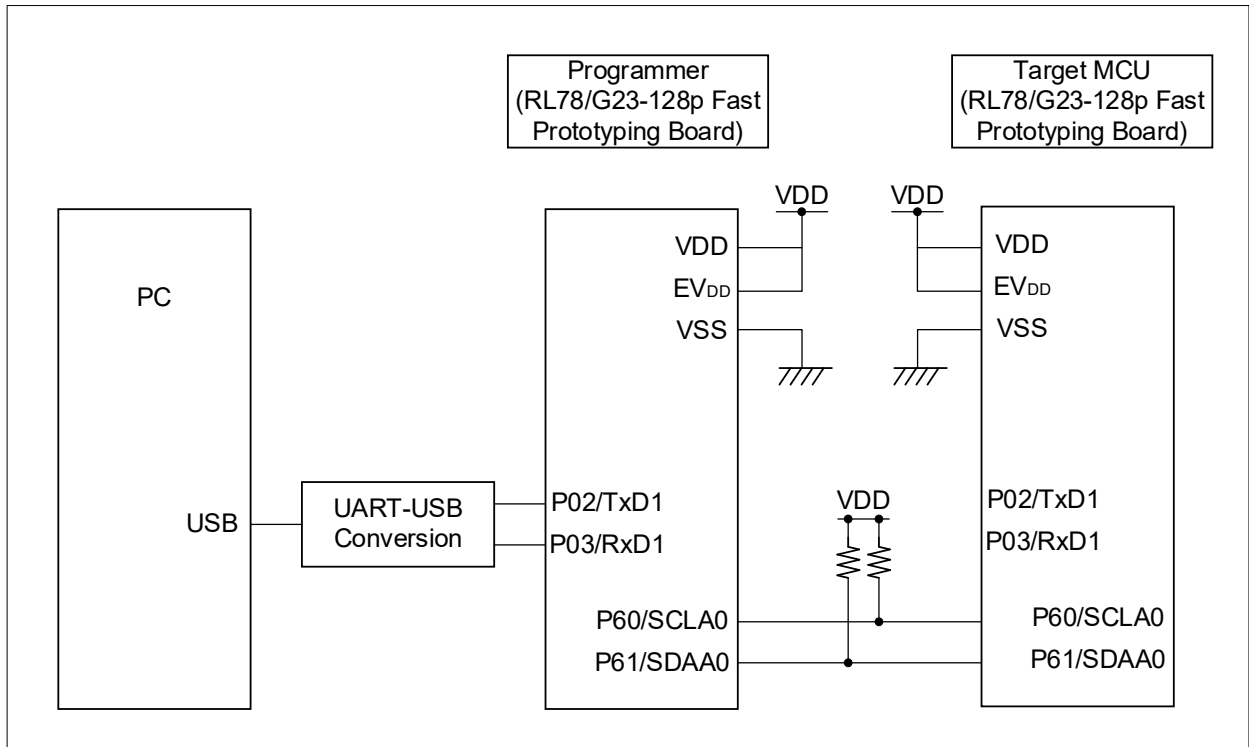 Programmer
(RL78/G23-128p Fast
Prototyping Board)
Target MCU
(RL78/G23-128p Fast
Prototyping Board)
PC
USB
UART-USB
Conversion
VDD
VDD
EVDD
VSS
P02/TxD1
P03/RxD1
P60/SCLA0
P61/SDAA0
VDD
VDD
VDD
EVDD
VSS
P02/TxD1
P03/RxD1
P60/SCLA0
P61/SDAA0